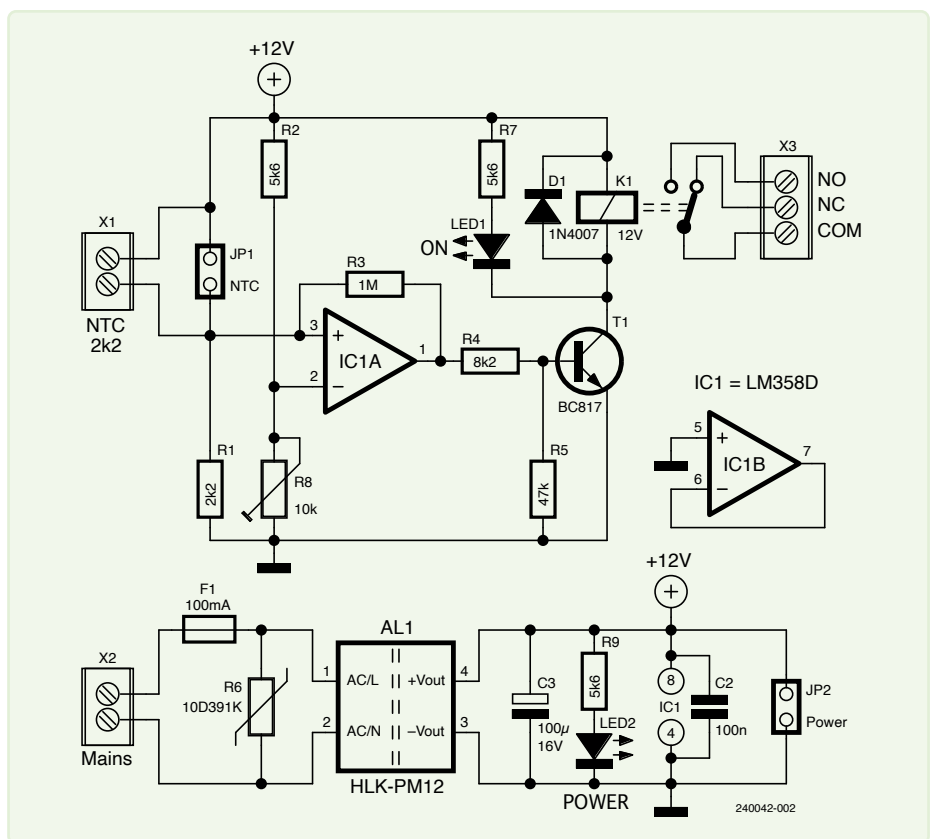 +12V
R2
5k6
R7
5k6
D1
1N4007
K1
12V
X3
NO
NC
COM
X1
NTC
2k2
JP1
NTC
LED1
ON
R3
1M
3
+
2
−
IC1A
1
R4
8k2
T1
BC817
IC1 = LM358D
5
+
6
−
IC1B
7
R1
2k2
R8
10k
R5
47k
F1
100mA
X2
Mains
R6
10D391K
AL1
1
AC/L
+Vout
4
2
AC/N
−Vout
3
HLK-PM12
+12V
C3
100µ
16V
R9
5k6
LED2
POWER
8
IC1
4
C2
100n
JP2
Power
240042-002